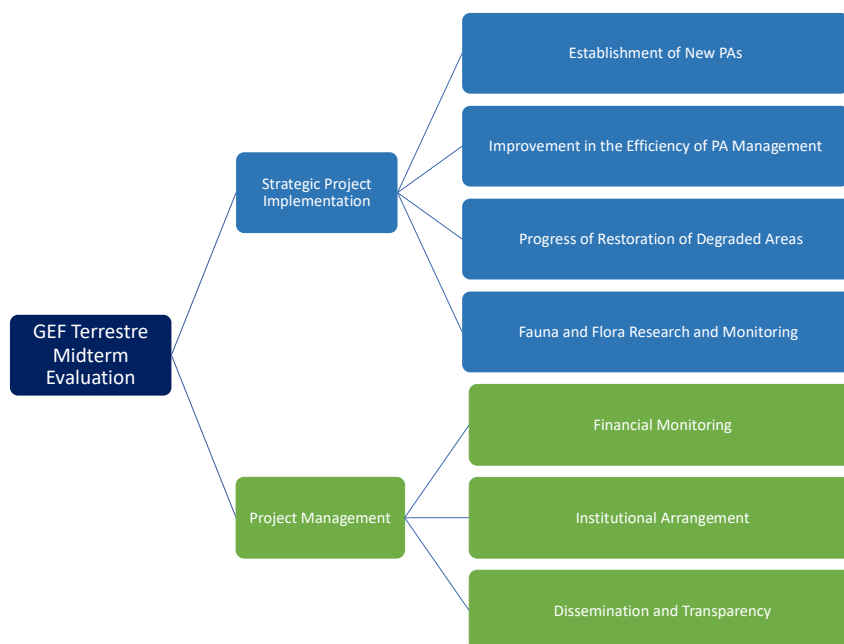 Establishment of New PAs
Improvement in the Efficiency of PA Management
Strategic Project
Implementation
Progress of Restoration of Degraded Areas
Fauna and Flora Research and Monitoring
GEF Terrestre
Midterm
Evaluation
Financial Monitoring
Project Management
Institutional Arrangement
Dissemination and Transparency